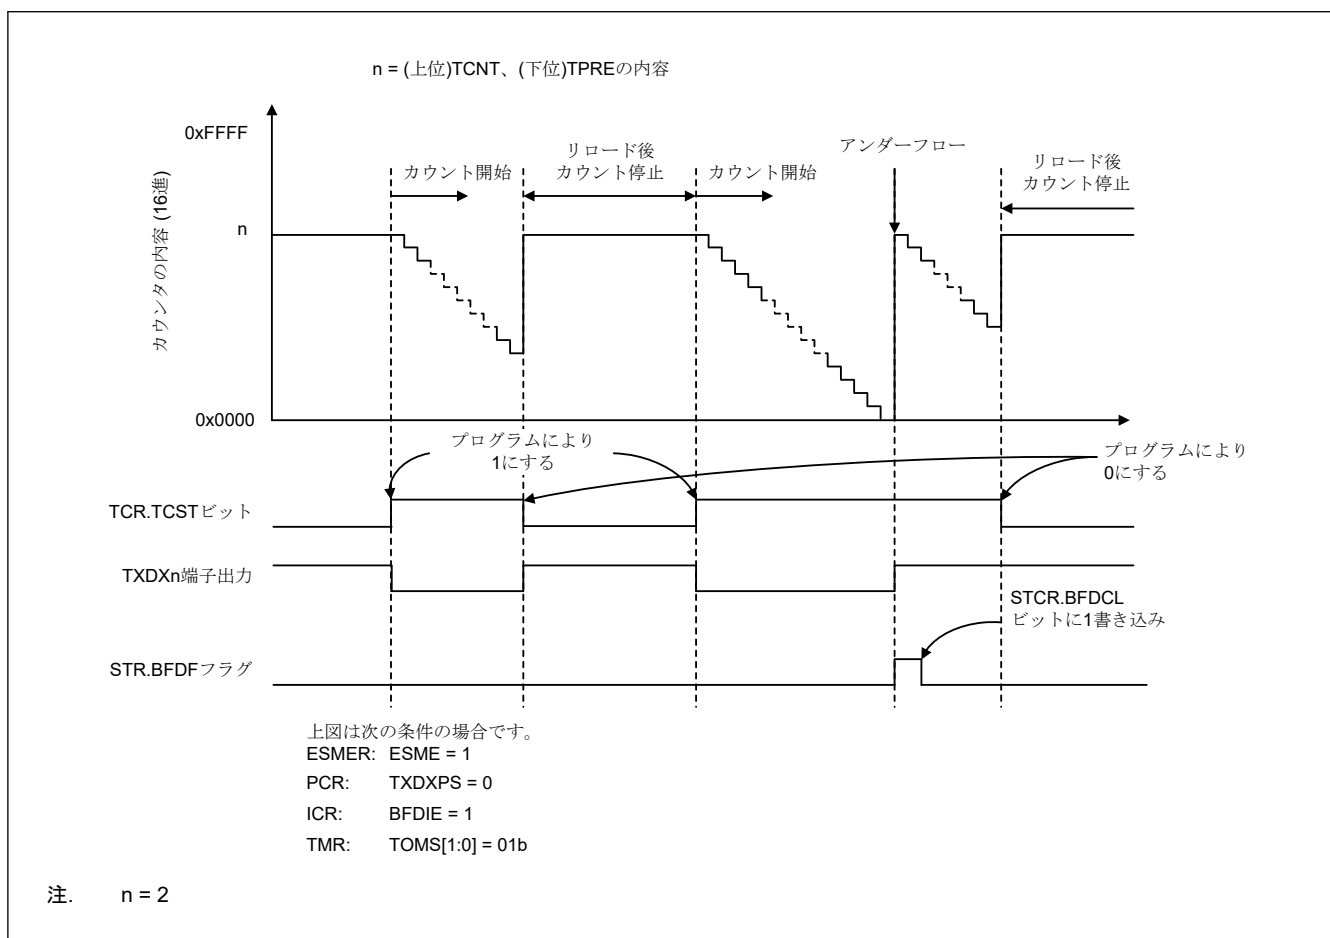 n = (上位)TCNT、(下位)TPREの内容
0xFFFF
アンダーフロー
リロード後
カウント停止
カウント開始
カウント開始
リロード後
カウント停止
カウンタの内容 (16進)
n
0x0000
プログラムにより
1にする
プログラムにより
0にする
TCR.TCSTビット
TXDXn端子出力
STCR.BFDCL
ビットに1書き込み
STR.BFDFフラグ
上図は次の条件の場合です。
ESMER: ESME = 1
PCR: TXDXPS = 0
ICR: BFDIE = 1
TMR: TOMS[1:0] = 01b
注. n = 2